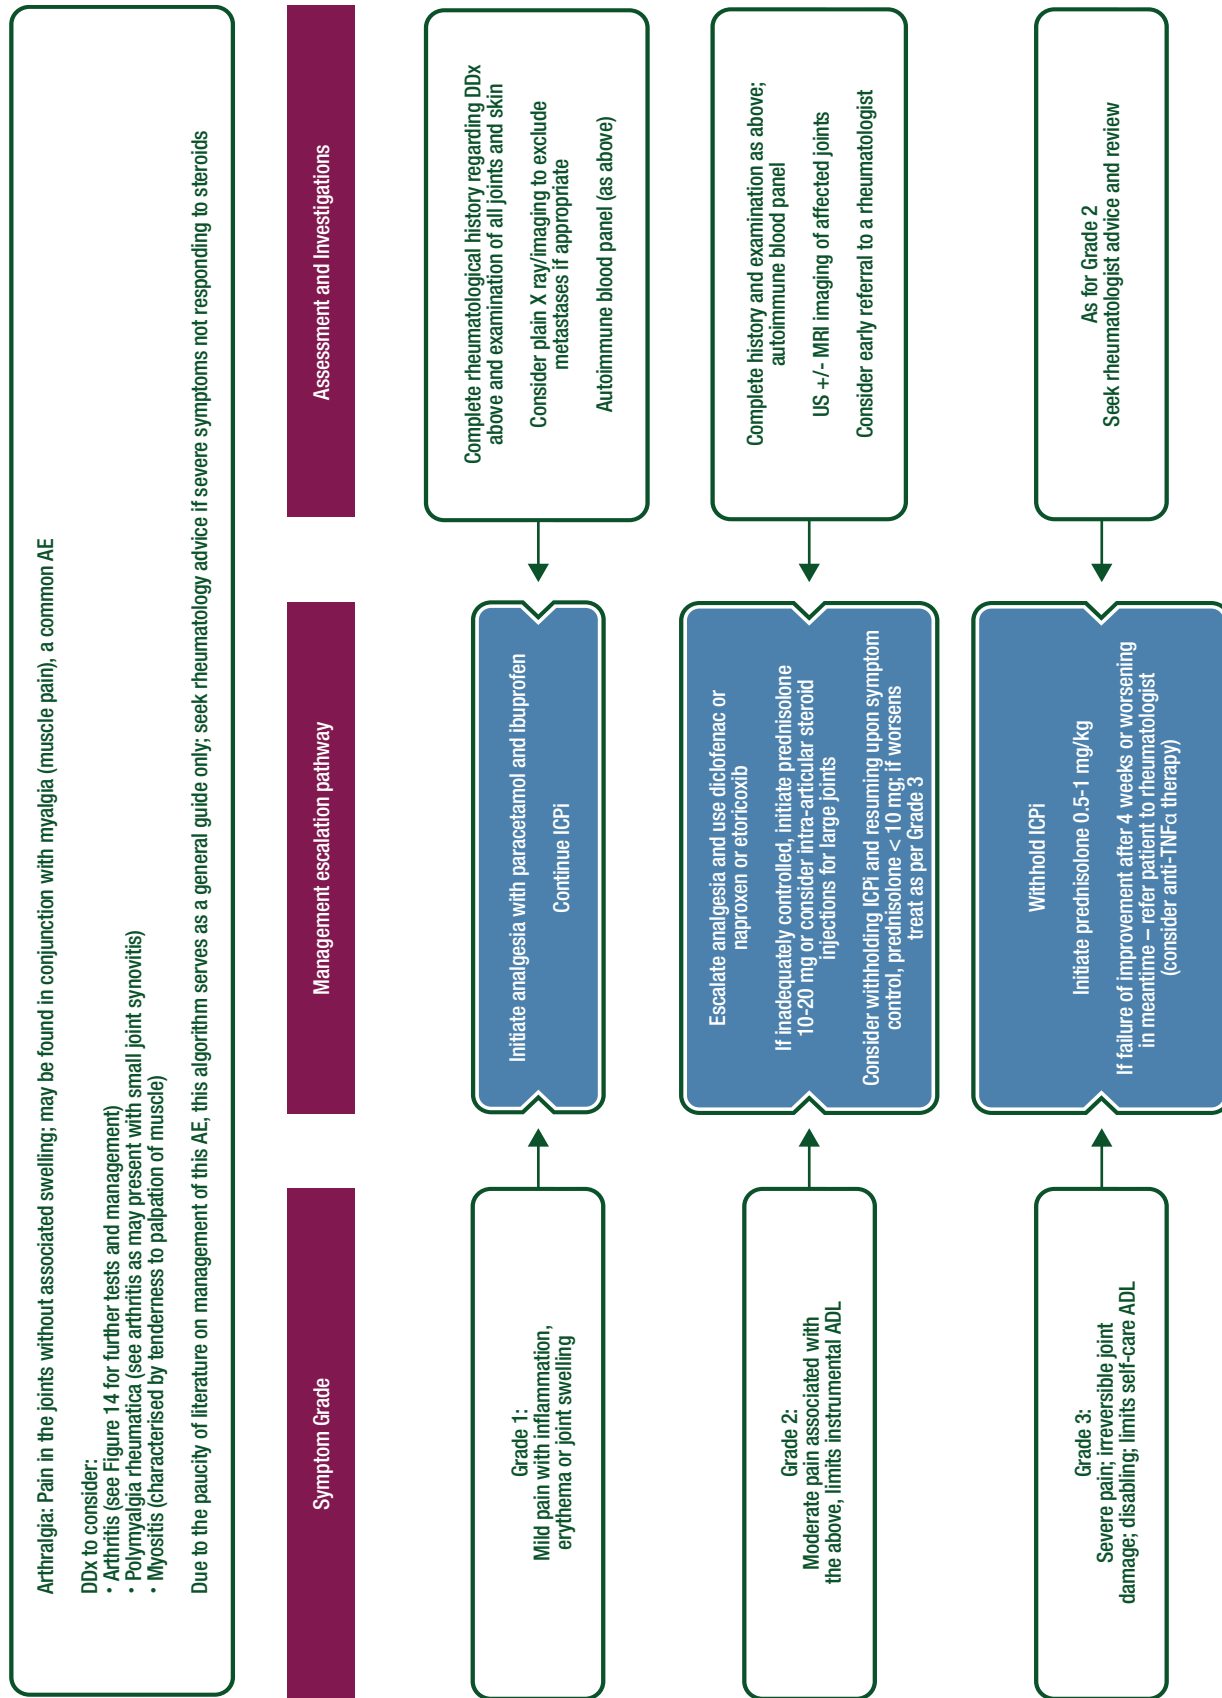 Arthralgia: Pain in the joints without associated swelling; may be found in conjunction with myalgia (muscle pain), a common AE
DDx to consider:
• Arthritis (see Figure 14 for further tests and management)
• Polymyalgia rheumatica (see arthritis as may present with small joint synovitis)
• Myositis (characterised by tenderness to palpation of muscle)
Due to the paucity of literature on management of this AE, this algorithm serves as a general guide only; seek rheumatology advice if severe symptoms not responding to steroids
Symptom Grade
Management escalation pathway
Assessment and Investigations
Grade 1:
Mild pain with inflammation,
erythema or joint swelling
Initiate analgesia with paracetamol and ibuprofen
Continue ICPi
Complete rheumatological history regarding DDx
above and examination of all joints and skin
Consider plain X ray/imaging to exclude
metastases if appropriate
Autoimmune blood panel (as above)
Grade 2:
Moderate pain associated with
the above, limits instrumental ADL
Escalate analgesia and use diclofenac or
naproxen or etoricoxib
If inadequately controlled, initiate prednisolone
10-20 mg or consider intra-articular steroid
injections for large joints
Consider withholding ICPi and resuming upon symptom
control, prednisolone < 10 mg; if worsens
treat as per Grade 3
Complete history and examination as above;
autoimmune blood panel
US +/- MRI imaging of affected joints
Consider early referral to a rheumatologist
Grade 3:
Severe pain; irreversible joint
damage; disabling; limits self-care ADL
Withhold ICPi
Initiate prednisolone 0.5-1 mg/kg
If failure of improvement after 4 weeks or worsening
in meantime – refer patient to rheumatologist
(consider anti-TNFα therapy)
As for Grade 2
Seek rheumatologist advice and review